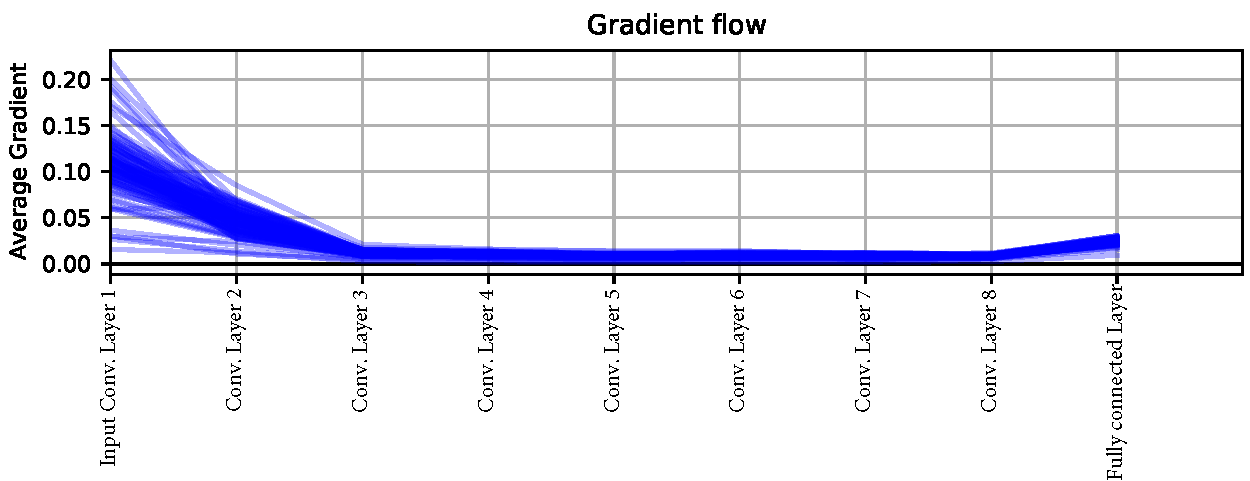 Gradient flow
Average Gradient
0.20
0.15
0.10
0.05
0.00
Input Conv. Layer 1
Conv. Layer 2
Conv. Layer 3
Conv. Layer 4
Conv. Layer 5
Conv. Layer 6
Conv. Layer 7
Conv. Layer 8
Fully connected Layer